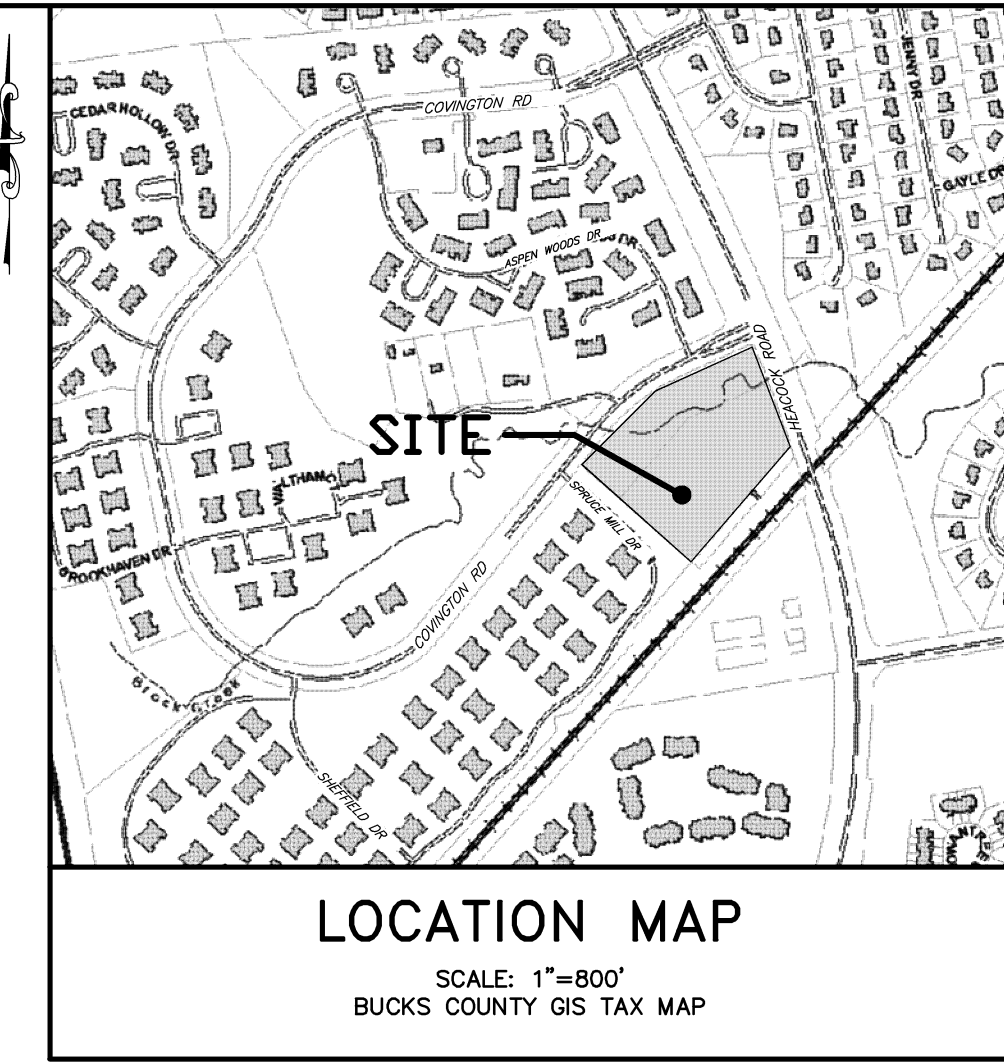 COVINGTON RD
CEDAR HOLLOW DR
JENNY DR
GAYLE DR
ASPEN WOODS DR
DR
HEACOCK ROAD
SITE
SPRUCE MILL DR
BROOKHAVEN DR
COVINGTON RD
SHEFFIELD DR
LOCATION MAP
SCALE: 1"=800'
BUCKS COUNTY GIS TAX MAP